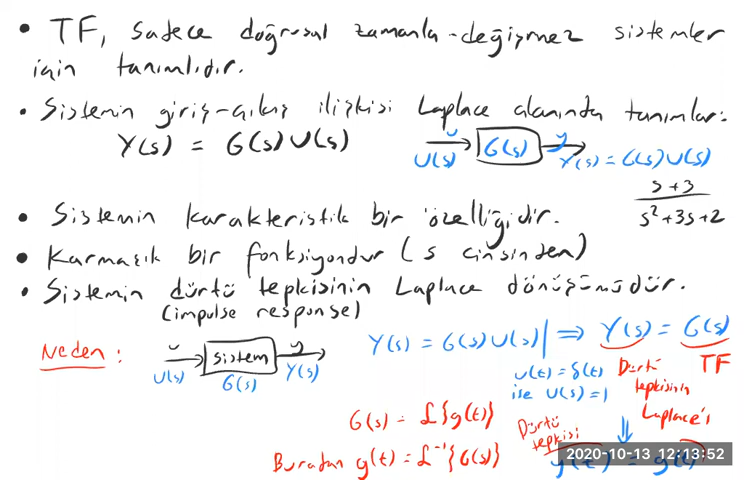 • TF, sadece doğrusal zamanla-değişmez sistemler
için tanımlıdır.
• Sistemin giriş-çıkış ilişkisi Laplace alanında tanımlar:
Y(s) = G(s)U(s)
u
U(s)
G(s)
y
Y(s) = G(s)U(s)
s+3
s²+3s+2
• Sistemin karakteristik bir özelliğidir.
• Karmaşık bir fonksiyondur (s cinsinden)
• Sistemin dürtü tepkisinin Laplace dönüşümüdür.
(impulse response)
Neden:
u
U(s)
sistem
G(s)
y
Y(s)
Y(s) = G(s)U(s)| ⇒ Y(s) = G(s)
u(t) = δ(t)
ise U(s)=1
Dürtü
tepkisinin
Laplace'ı
TF
G(s) = ℒ{g(t)}
Buradan g(t) = ℒ⁻¹{G(s)}
Dürtü
tepkisi
y(t) = g(t)
2020-10-13 12:13:52